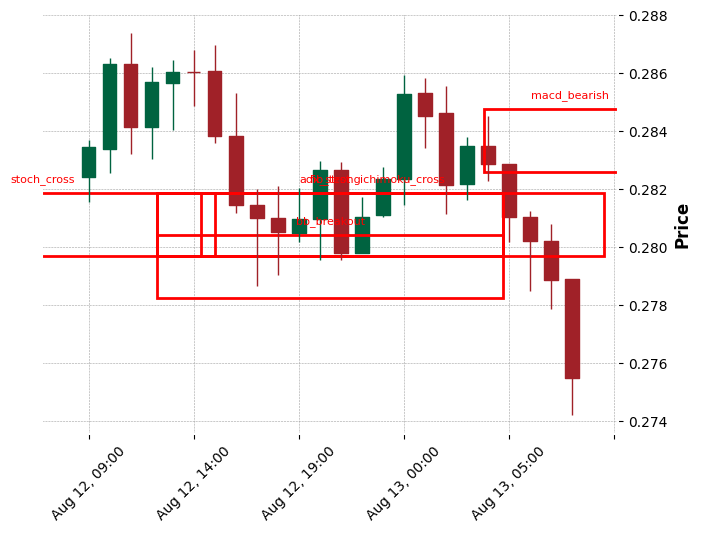 0.288
0.286
macd_bearish
0.284
stoch_cross
0.282
0.280
Price
0.278
0.276
0.274
Aug 12, 09:00
Aug 12, 14:00
Aug 12, 19:00
Aug 13, 00:00
Aug 13, 05:00